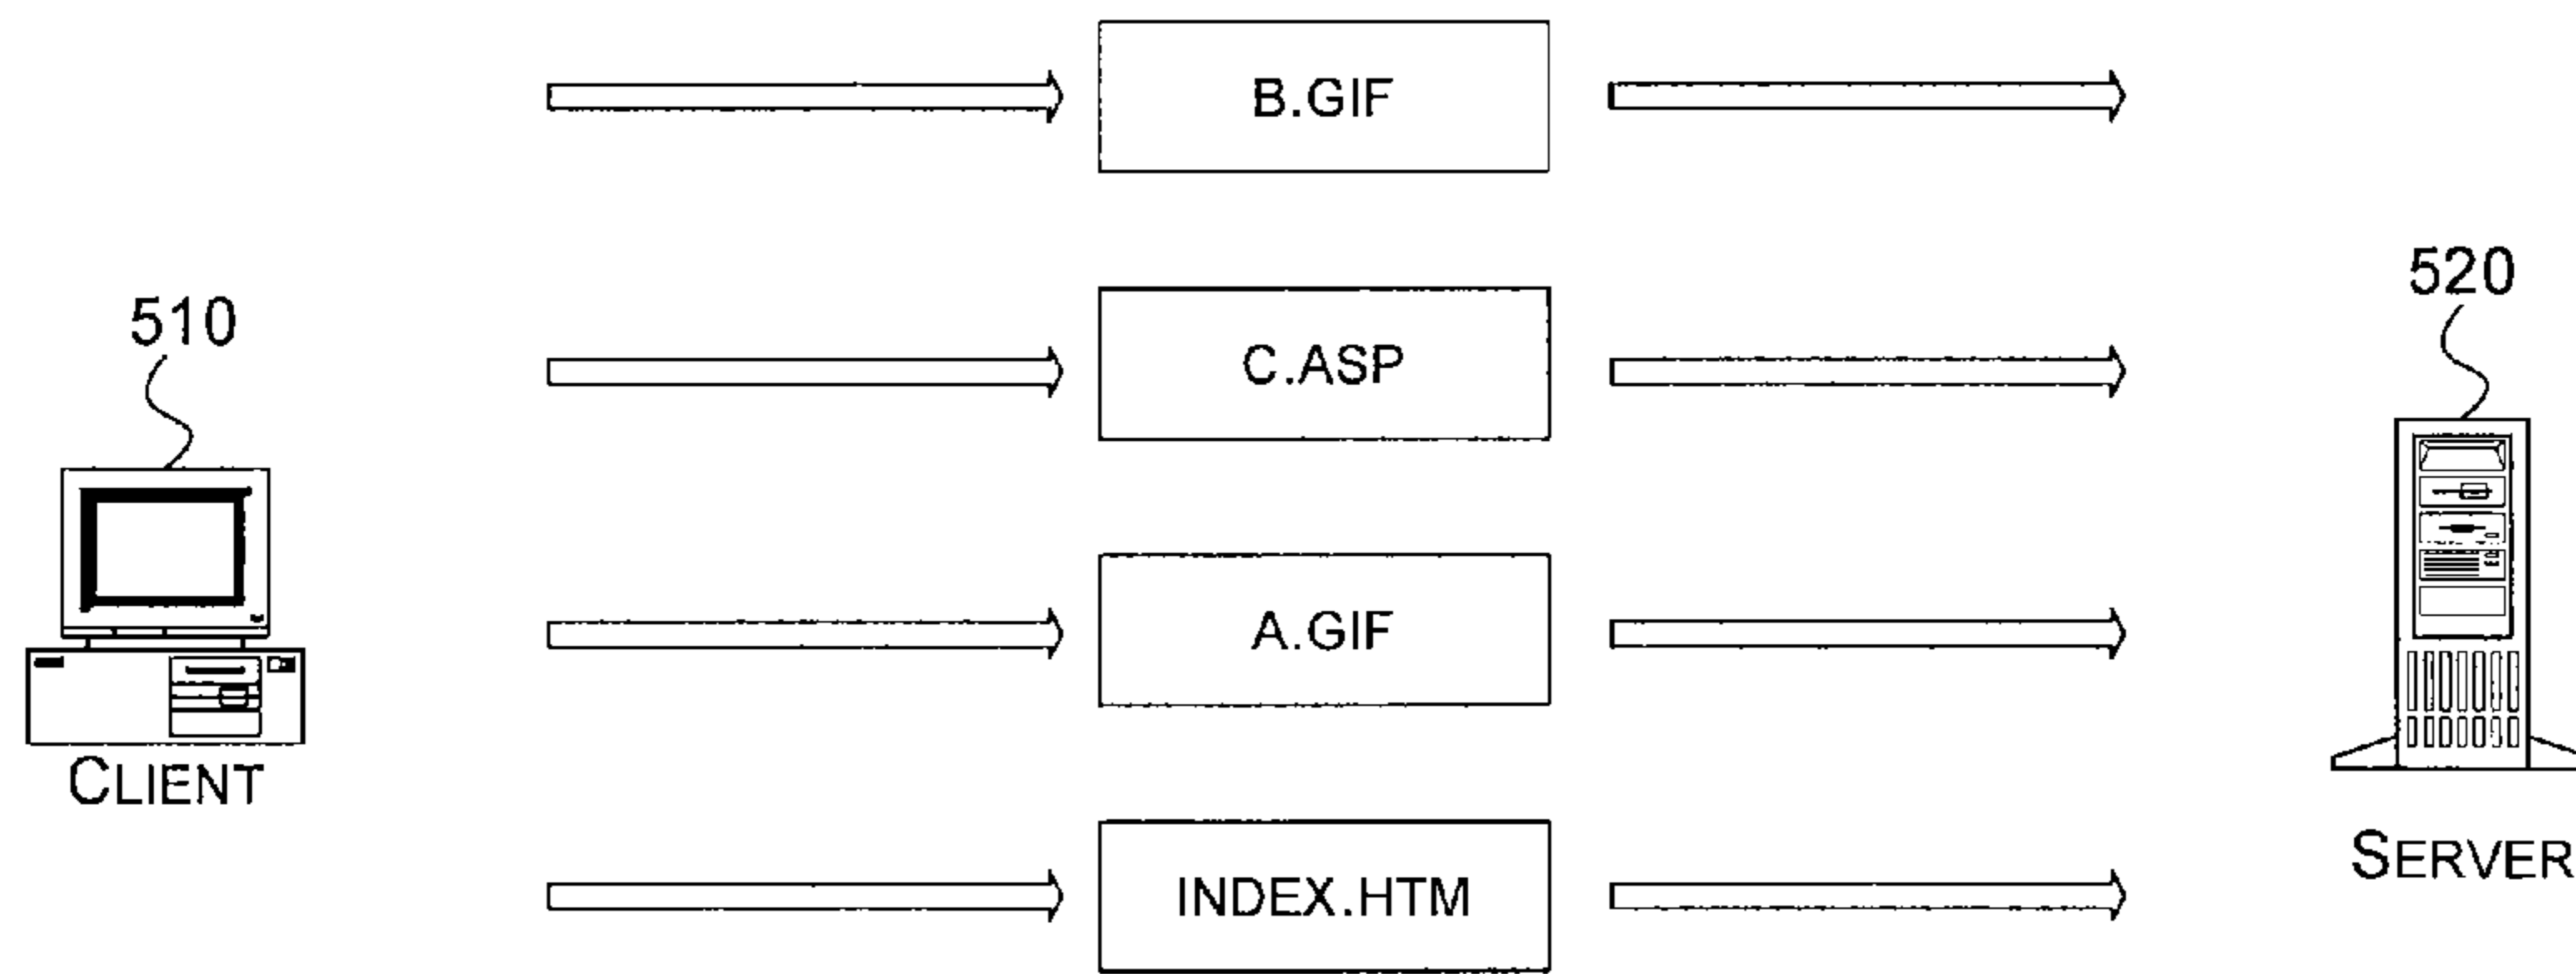 B.GIF
520
510
C.ASP
A.GIF
CLIENT
SERVER
INDEX.HTM